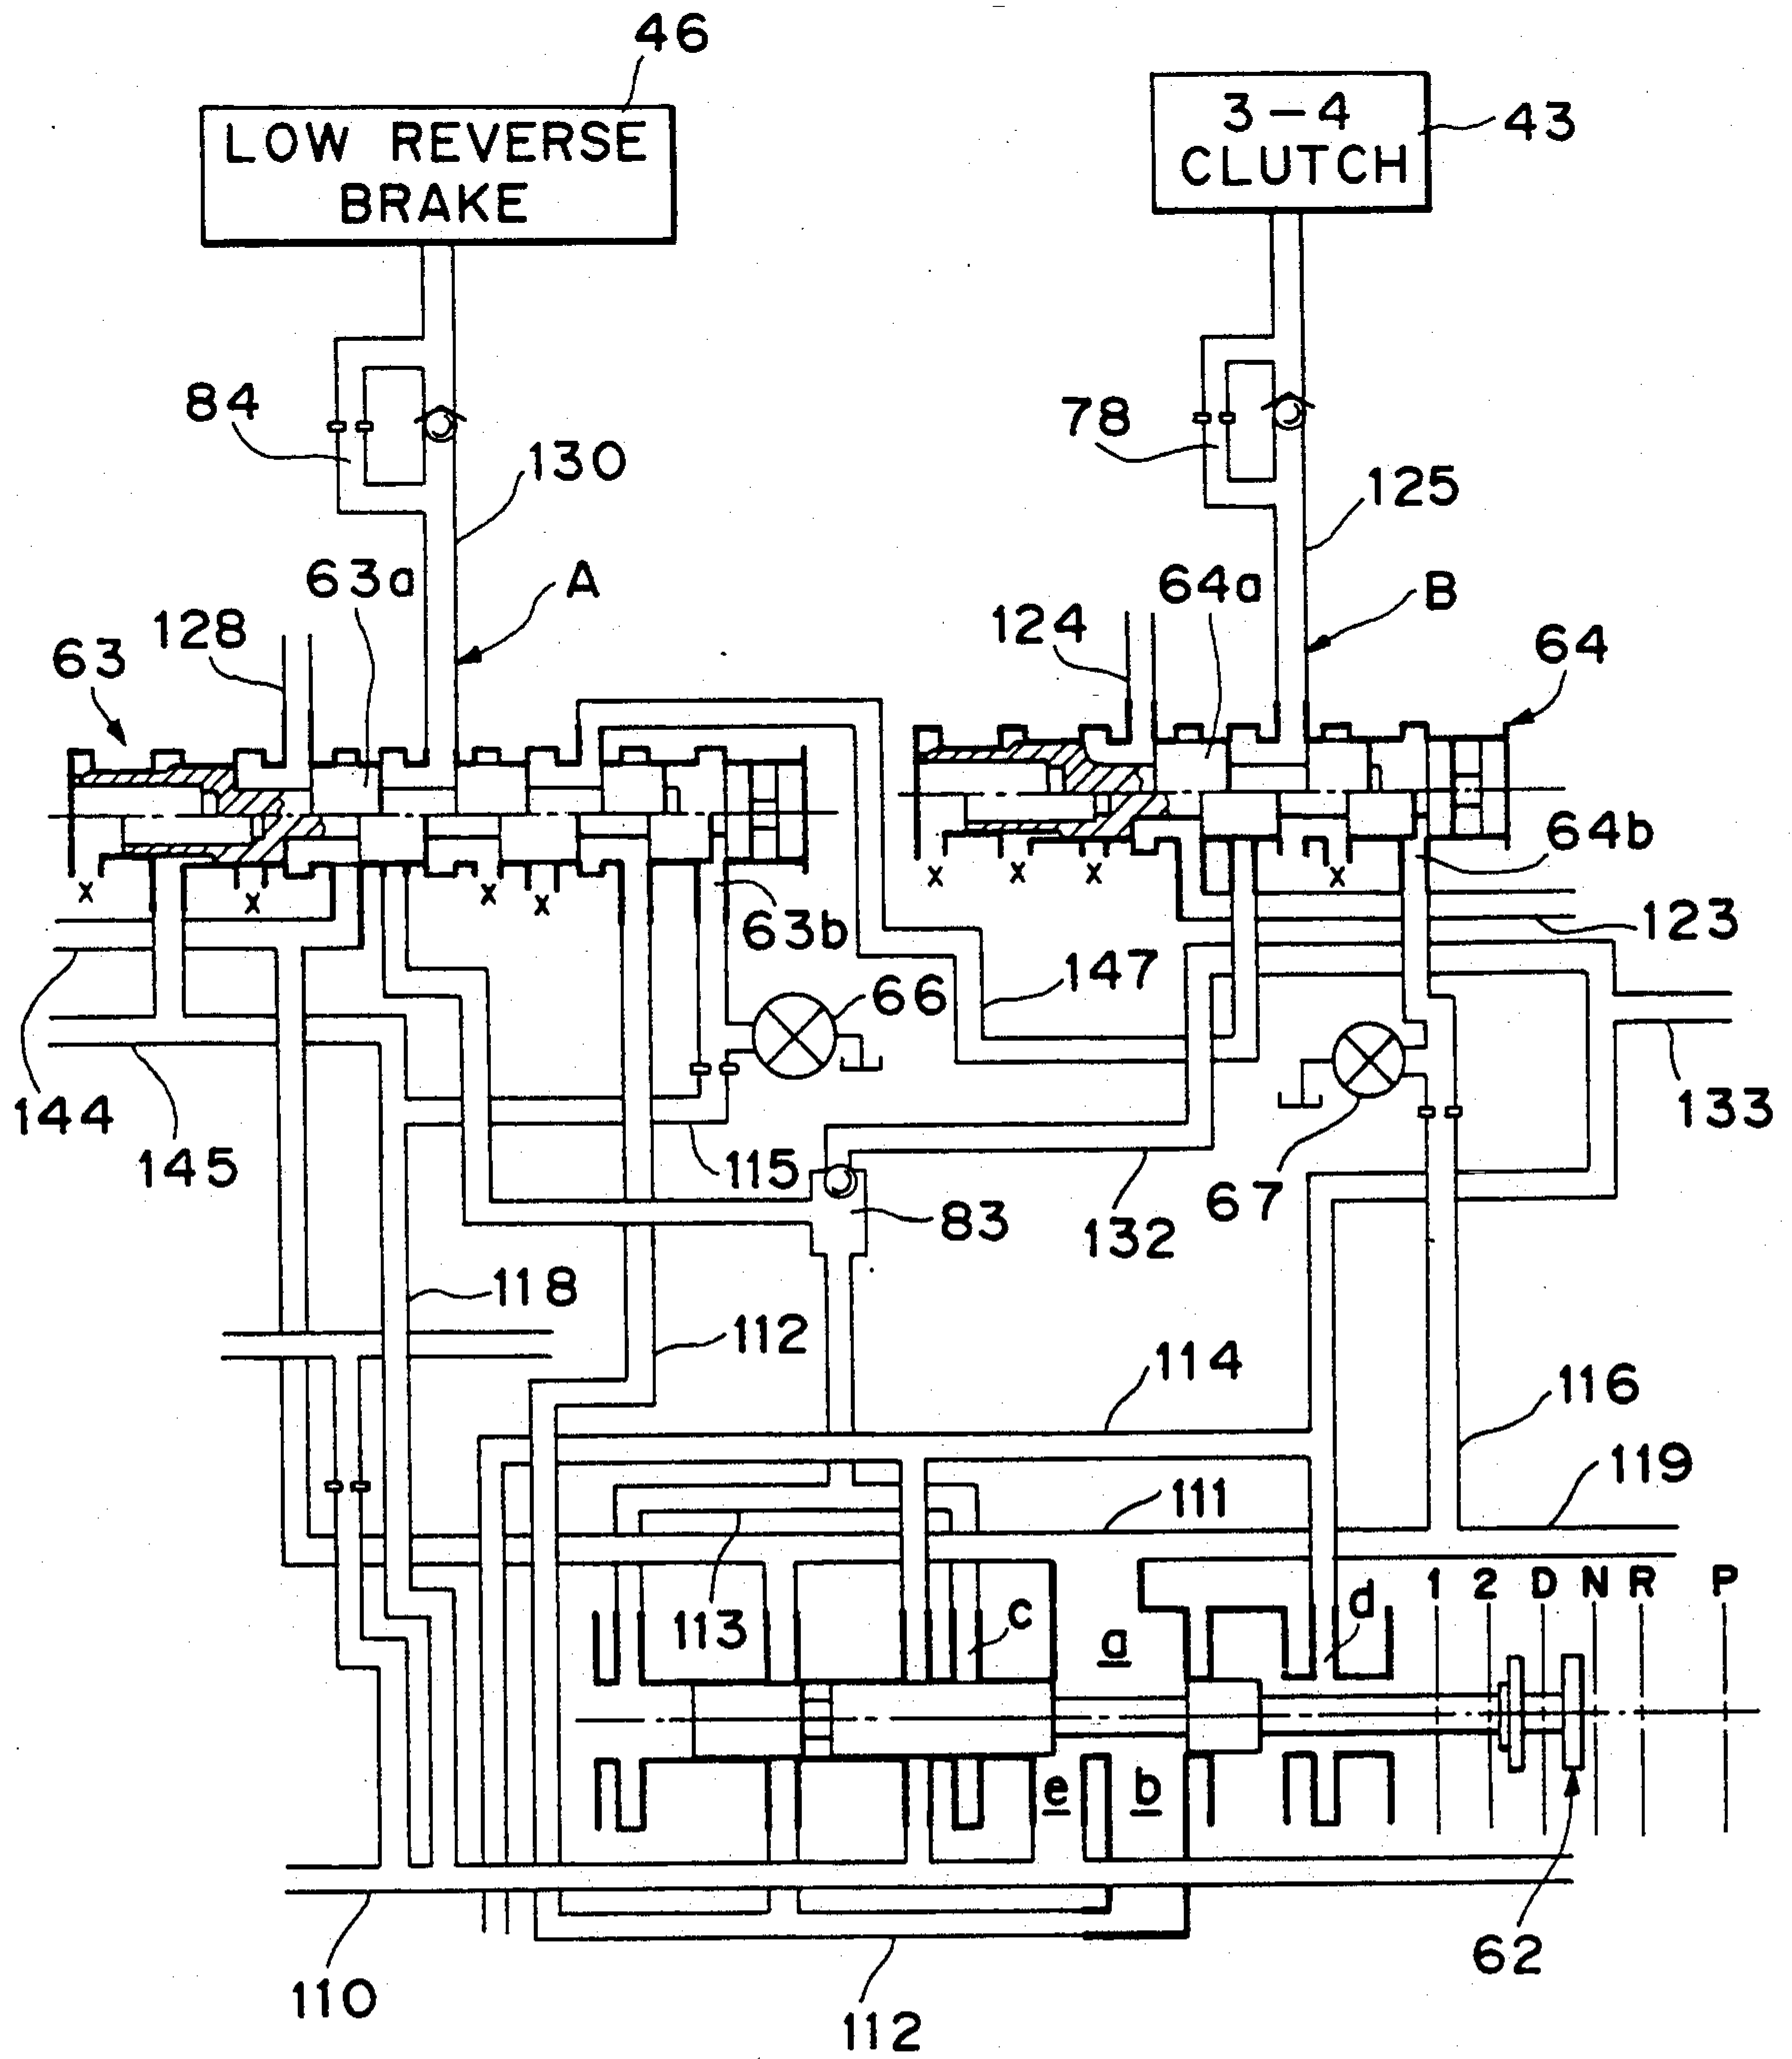 46
LOW REVERSE
BRAKE
3-4
CLUTCH
43
84
130
78
125
63a
A
64a
B
128
124
63
64
x
x
x
x
x
x
x
x
64b
63b
123
147
66
144
145
115
67
133
83
132
118
112
114
116
119
111
113
c
a
d
1 2 D N R P
e
b
62
110
112